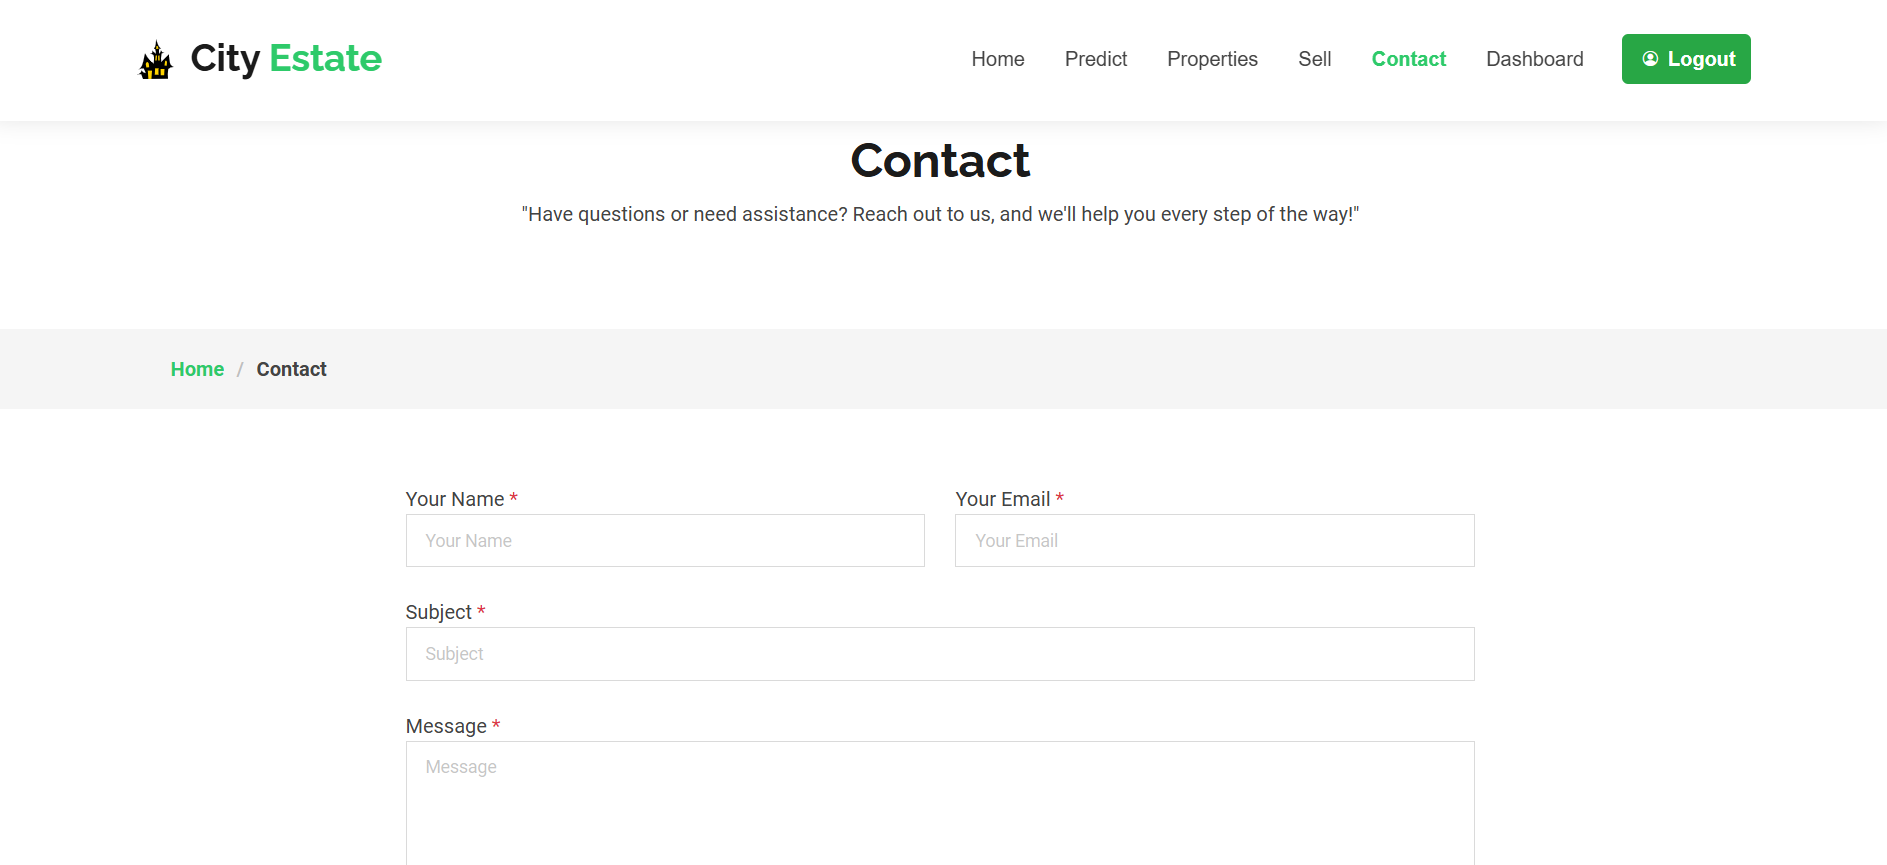 City Estate
Home Predict Properties Sell Contact Dashboard Logout
Contact
"Have questions or need assistance? Reach out to us, and we'll help you every step of the way!"
Home / Contact
Your Name * Your Email *
Your Name Your Email
Subject *
Subject
Message *
Message